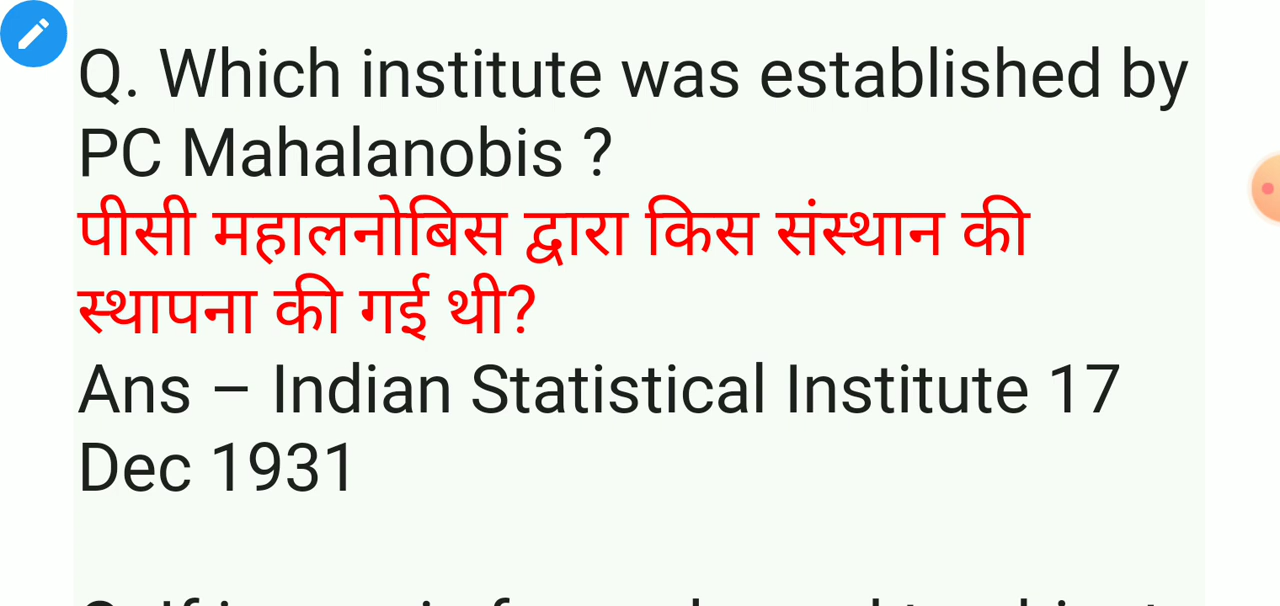 Q. Which institute was established by
PC Mahalanobis ?
पीसी महालनोबिस द्वारा किस संस्थान की
स्थापना की गई थी?
Ans – Indian Statistical Institute 17
Dec 1931